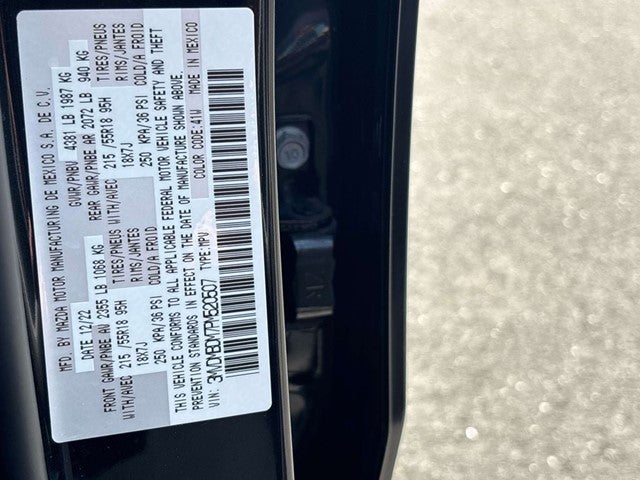 MFD. BY MAZDA MOTOR MANUFACTURING DE MEXICO S.A. DE C.V.
DATE 12/22 GVWR/PNBV 4381 LB 1987 KG
FRONT GAWR/PNBE AV 2355 LB 1068 KG REAR GAWR/PNBE AR 2072 LB 940 KG
WITH/AVEC TIRES/PNEUS WITH/AVEC TIRES/PNEUS
215/55R18 95H RIMS/JANTES 215/55R18 95H RIMS/JANTES
18X7J COLD/A FROID 18X7J COLD/A FROID
250 KPA/36 PSI 250 KPA/36 PSI
THIS VEHICLE CONFORMS TO ALL APPLICABLE FEDERAL MOTOR VEHICLE SAFETY AND THEFT
PREVENTION STANDARDS IN EFFECT ON THE DATE OF MANUFACTURE SHOWN ABOVE.
VIN: TYPE: MPV COLOR CODE: 41W MADE IN MEXICO
10